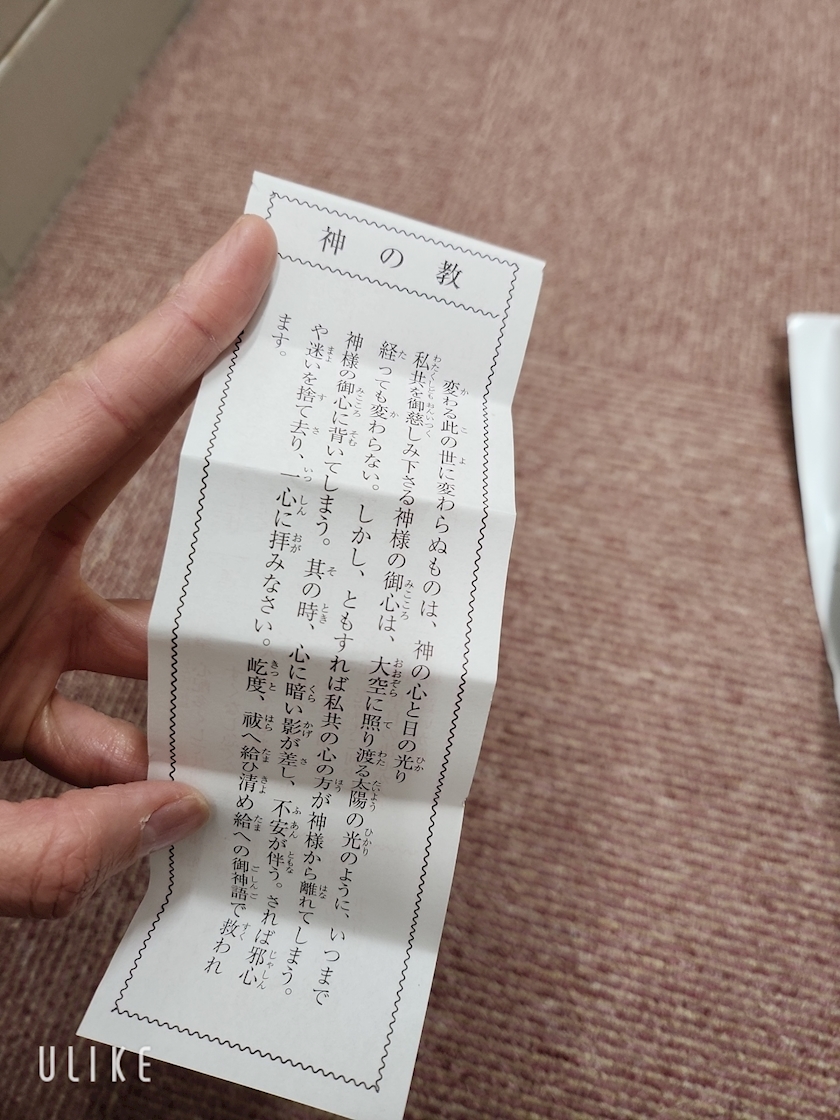 神の教
変わる此の世に変わらぬものは、神の心と日の光り
私共を御慈しみ下さる神様の御心は、大空に照り渡る太陽の光のように、いつまで
経っても変わらない。しかし、ともすれば私共の心の方が神様から離れてしまう。
神様の御心に背いてしまう。其の時、心に暗い影が差し、不安が伴う。されば邪心
や迷いを捨て去り、一心に拝みなさい。屹度、祓へ給ひ清め給への御神語で救われ
ます。
ULIKE